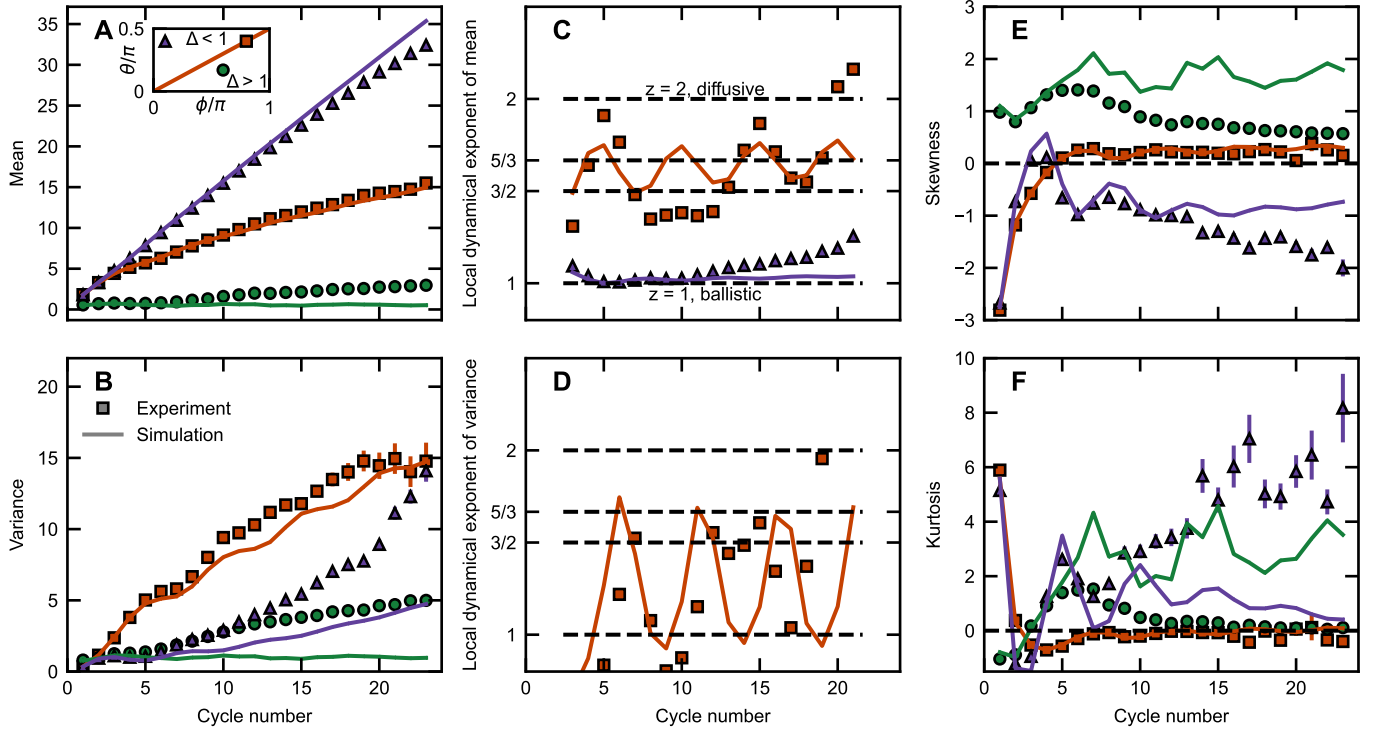 A
35
30
25
20
15
10
5
0
Mean
0.5
θ/π
0
Δ < 1
Δ > 1
0
ϕ/π
1
C
2
5/3
3/2
1
Local dynamical exponent of mean
z = 2, diffusive
z = 1, ballistic
E
3
2
1
0
−1
−2
−3
Skewness
B
20
15
10
5
0
Variance
Experiment
Simulation
0
5
10
15
20
Cycle number
D
2
5/3
3/2
1
Local dynamical exponent of variance
0
5
10
15
20
Cycle number
F
10
8
6
4
2
0
Kurtosis
0
5
10
15
20
Cycle number